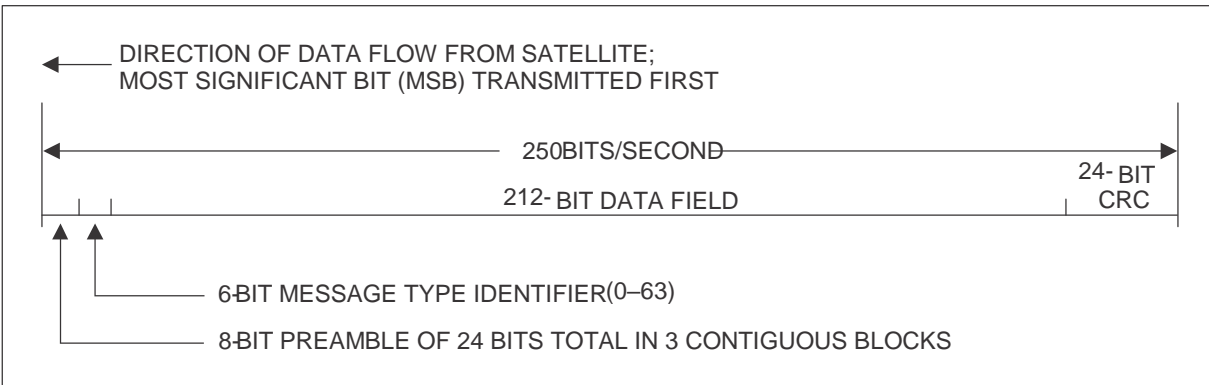 DIRECTION OF DATA FLOW FROM SATELLITE;
MOST SIGNIFICANT BIT (MSB) TRANSMITTED FIRST
250BITS/SECOND
24- BIT
CRC
212- BIT DATA FIELD
6-BIT MESSAGE TYPE IDENTIFIER(0–63)
8-BIT PREAMBLE OF 24 BITS TOTAL IN 3 CONTIGUOUS BLOCKS